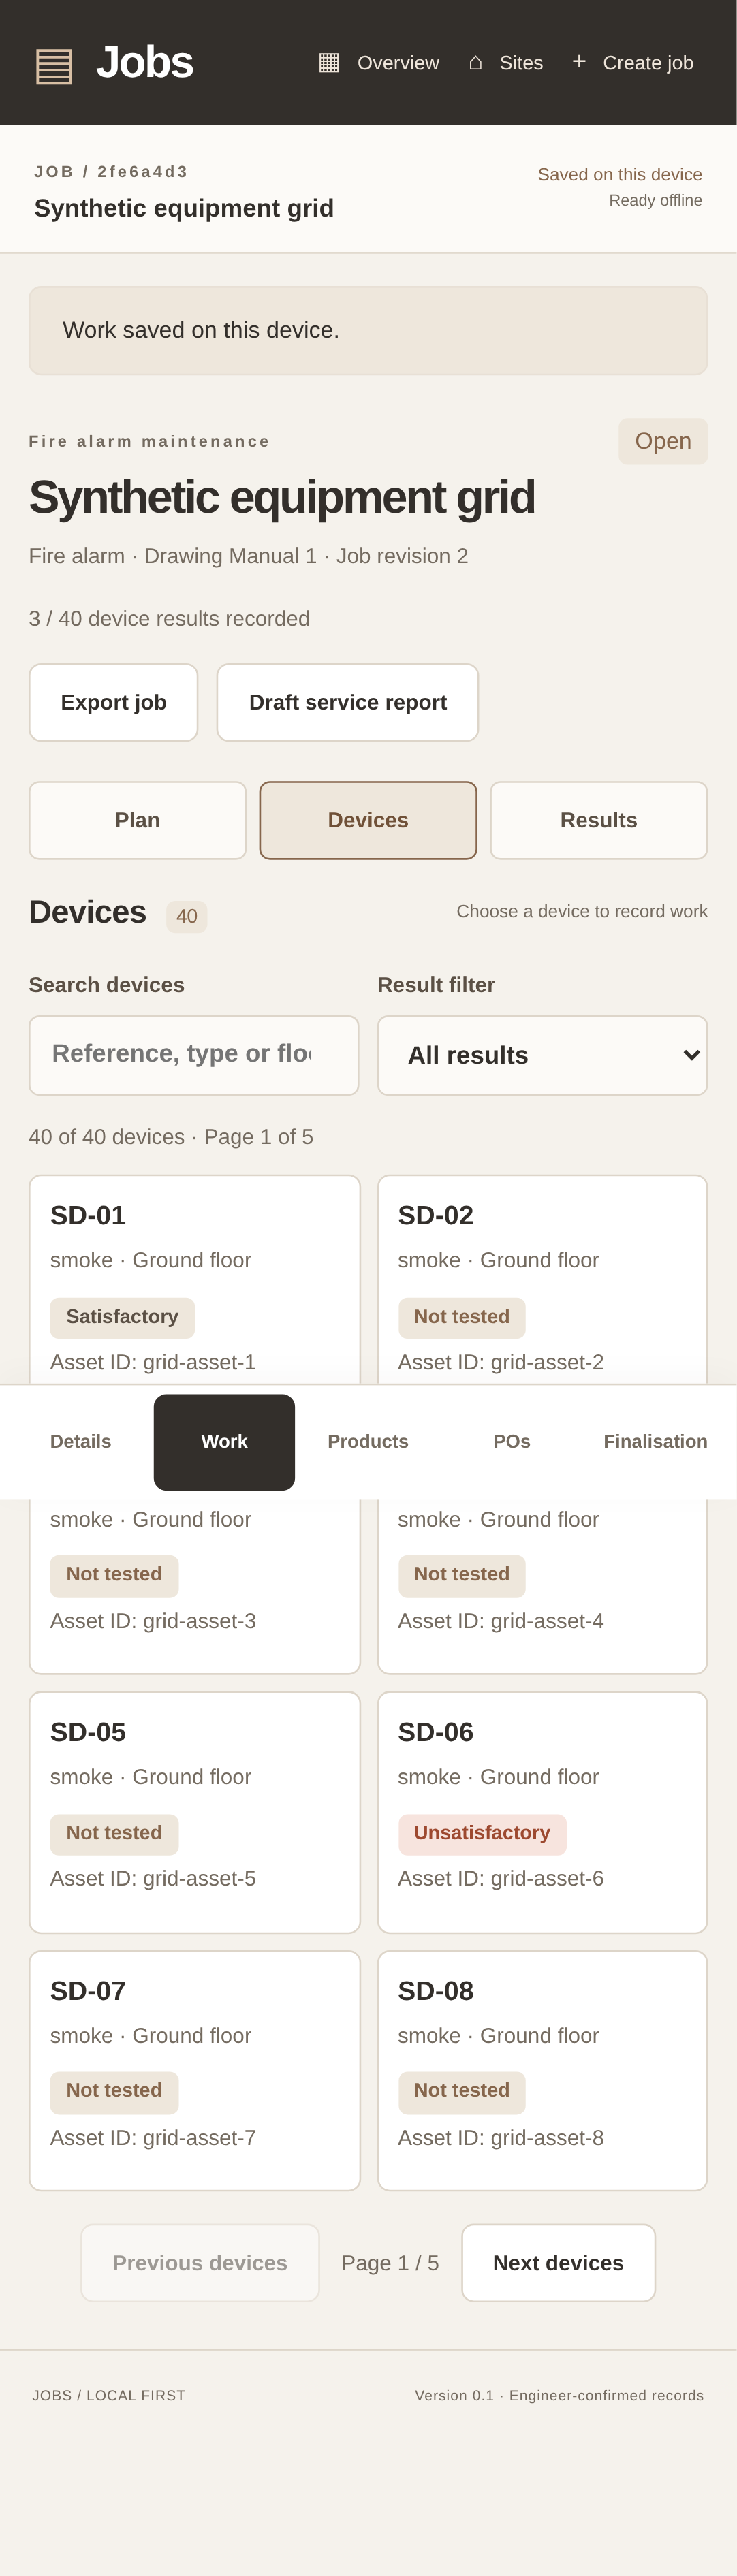 Jobs
Overview
Sites
+ Create job
JOB / 2fe6a4d3
Saved on this device
Synthetic equipment grid
Ready offline
Work saved on this device.
Fire alarm maintenance
Open
Synthetic equipment grid
Fire alarm · Drawing Manual 1 · Job revision 2
3 / 40 device results recorded
Export job
Draft service report
Plan
Devices
Results
Devices 40
Choose a device to record work
Search devices
Result filter
Reference, type or flo
All results
40 of 40 devices · Page 1 of 5
SD-01
SD-02
smoke · Ground floor
smoke · Ground floor
Satisfactory
Not tested
Asset ID: grid-asset-1
Asset ID: grid-asset-2
Details
Work
Products
POs
Finalisation
smoke · Ground floor
smoke · Ground floor
Not tested
Not tested
Asset ID: grid-asset-3
Asset ID: grid-asset-4
SD-05
SD-06
smoke · Ground floor
smoke · Ground floor
Not tested
Unsatisfactory
Asset ID: grid-asset-5
Asset ID: grid-asset-6
SD-07
SD-08
smoke · Ground floor
smoke · Ground floor
Not tested
Not tested
Asset ID: grid-asset-7
Asset ID: grid-asset-8
Previous devices
Page 1 / 5
Next devices
JOBS / LOCAL FIRST
Version 0.1 · Engineer-confirmed records